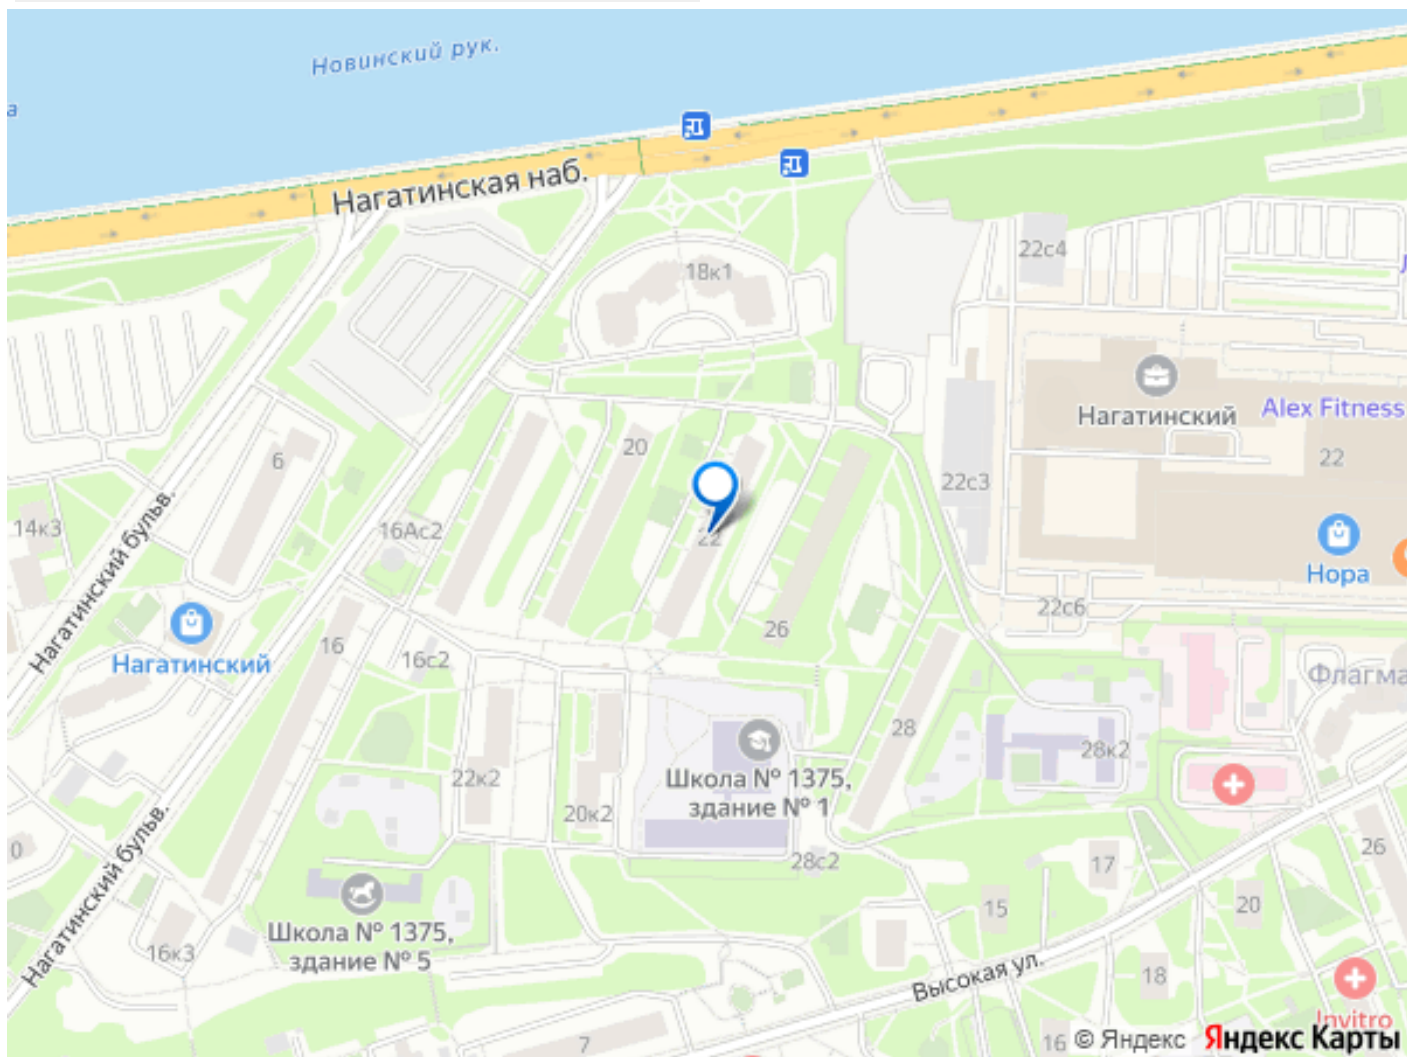 Новинский рук.
а
Нагатинская наб.
22с4
18к1
Нагатинский
Alex Fitness
20
6
22
22с3
14к3
16Ас2
22
Нора
Нагатинский бульв.
22с6
Нагатинский
16
16с2
26
Флагма
28
28к2
22к2
Школа № 1375,
здание № 1
20к2
0
28с2
17
26
Нагатинский бульв.
15
20
Школа № 1375,
здание № 5
16к3
Высокая ул.
18
Invitro
7
16
© Яндекс Яндекс Карты